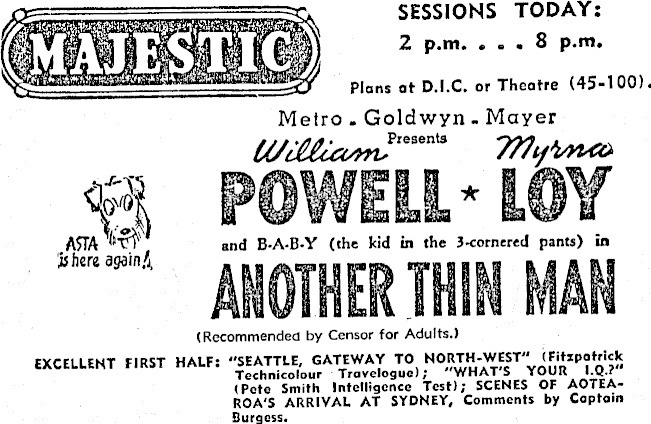 MAJESTIC
SESSIONS TODAY:
2 p.m. . . . 8 p.m.
Plans at D.I.C. or Theatre (45-100).
Metro - Goldwyn - Mayer
Presents
William Myrna
POWELL * LOY
ASTA
is here again!
and B-A-B-Y (the kid in the 3-cornered pants) in
ANOTHER THIN MAN
(Recommended by Censor for Adults.)
EXCELLENT FIRST HALF: "SEATTLE, GATEWAY TO NORTH-WEST" (Fitzpatrick
Technicolour Travelogue); "WHAT'S YOUR I.Q.?"
(Pete Smith Intelligence Test); SCENES OF AOTEA-
ROA'S ARRIVAL AT SYDNEY, Comments by Captain
Burgess.